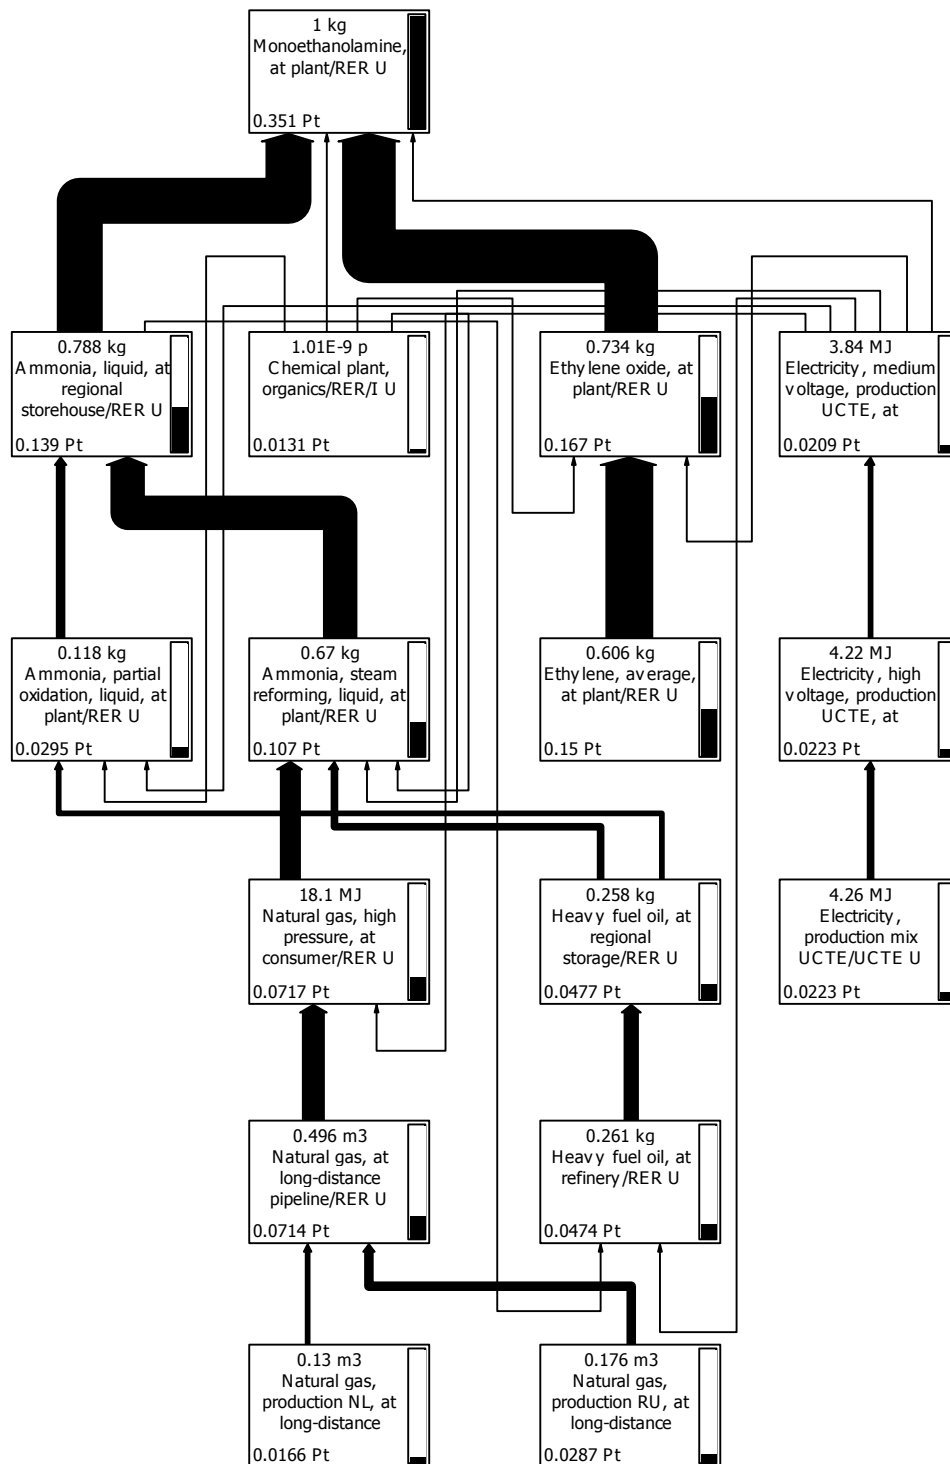 1 kg
Monoethanolamine,
at plant/RER U
0.351 Pt
0.788 kg
Ammonia, liquid, at
regional
storehouse/RER U
0.139 Pt
1.01E-9 p
Chemical plant,
organics/RER/I U
0.0131 Pt
0.734 kg
Ethylene oxide, at
plant/RER U
0.167 Pt
3.84 MJ
Electricity, medium
voltage, production
UCTE, at
0.0209 Pt
0.118 kg
Ammonia, partial
oxidation, liquid, at
plant/RER U
0.0295 Pt
0.67 kg
Ammonia, steam
reforming, liquid, at
plant/RER U
0.107 Pt
0.606 kg
Ethylene, average,
at plant/RER U
0.15 Pt
4.22 MJ
Electricity, high
voltage, production
UCTE, at
0.0223 Pt
18.1 MJ
Natural gas, high
pressure, at
consumer/RER U
0.0717 Pt
0.258 kg
Heavy fuel oil, at
regional
storage/RER U
0.0477 Pt
4.26 MJ
Electricity,
production mix
UCTE/UCTE U
0.0223 Pt
0.496 m3
Natural gas, at
long-distance
pipeline/RER U
0.0714 Pt
0.261 kg
Heavy fuel oil, at
refinery/RER U
0.0474 Pt
0.13 m3
Natural gas,
production NL, at
long-distance
0.0166 Pt
0.176 m3
Natural gas,
production RU, at
long-distance
0.0287 Pt